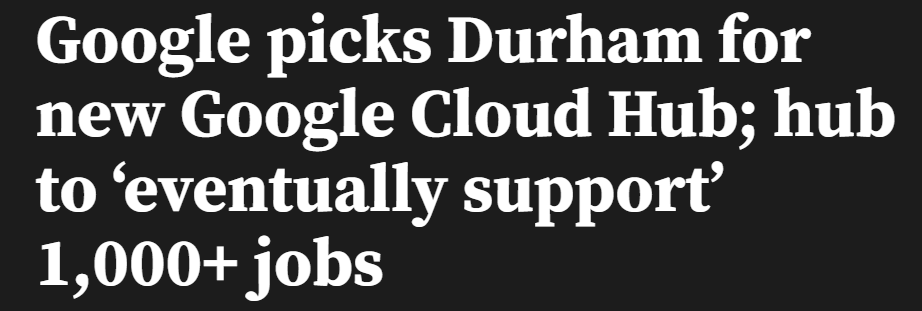 Google picks Durham for
new Google Cloud Hub; hub
to ‘eventually support’
1,000+ jobs